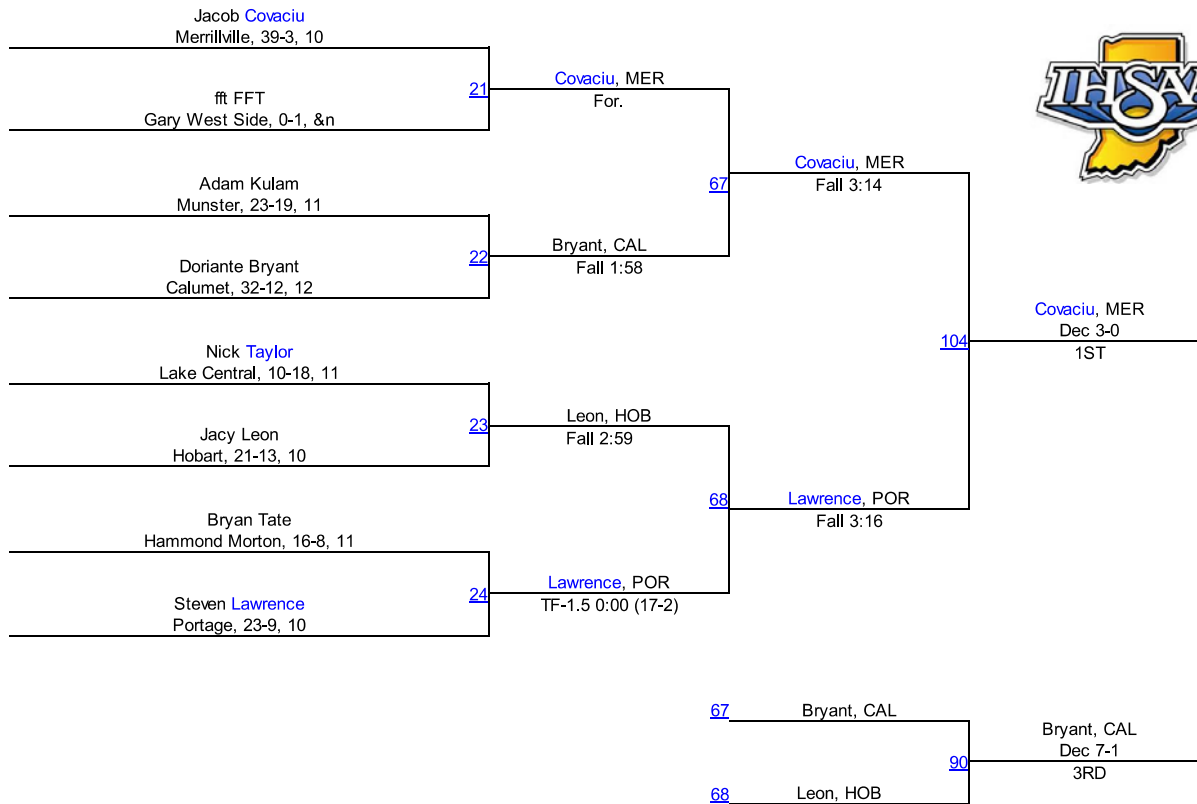 Jacob Covaciu
Merrillville, 39-3, 10
fft FFT
Gary West Side, 0-1, &n
21
Covaciu, MER
For.
Adam Kulam
Munster, 23-19, 11
Doriante Bryant
Calumet, 32-12, 12
22
Bryant, CAL
Fall 1:58
67
Covaciu, MER
Fall 3:14
Nick Taylor
Lake Central, 10-18, 11
Jacy Leon
Hobart, 21-13, 10
23
Leon, HOB
Fall 2:59
Bryan Tate
Hammond Morton, 16-8, 11
Steven Lawrence
Portage, 23-9, 10
24
Lawrence, POR
TF-1.5 0:00 (17-2)
68
Lawrence, POR
Fall 3:16
104
Covaciu, MER
Dec 3-0
1ST
IHSAA
67
Bryant, CAL
68
Leon, HOB
90
Bryant, CAL
Dec 7-1
3RD